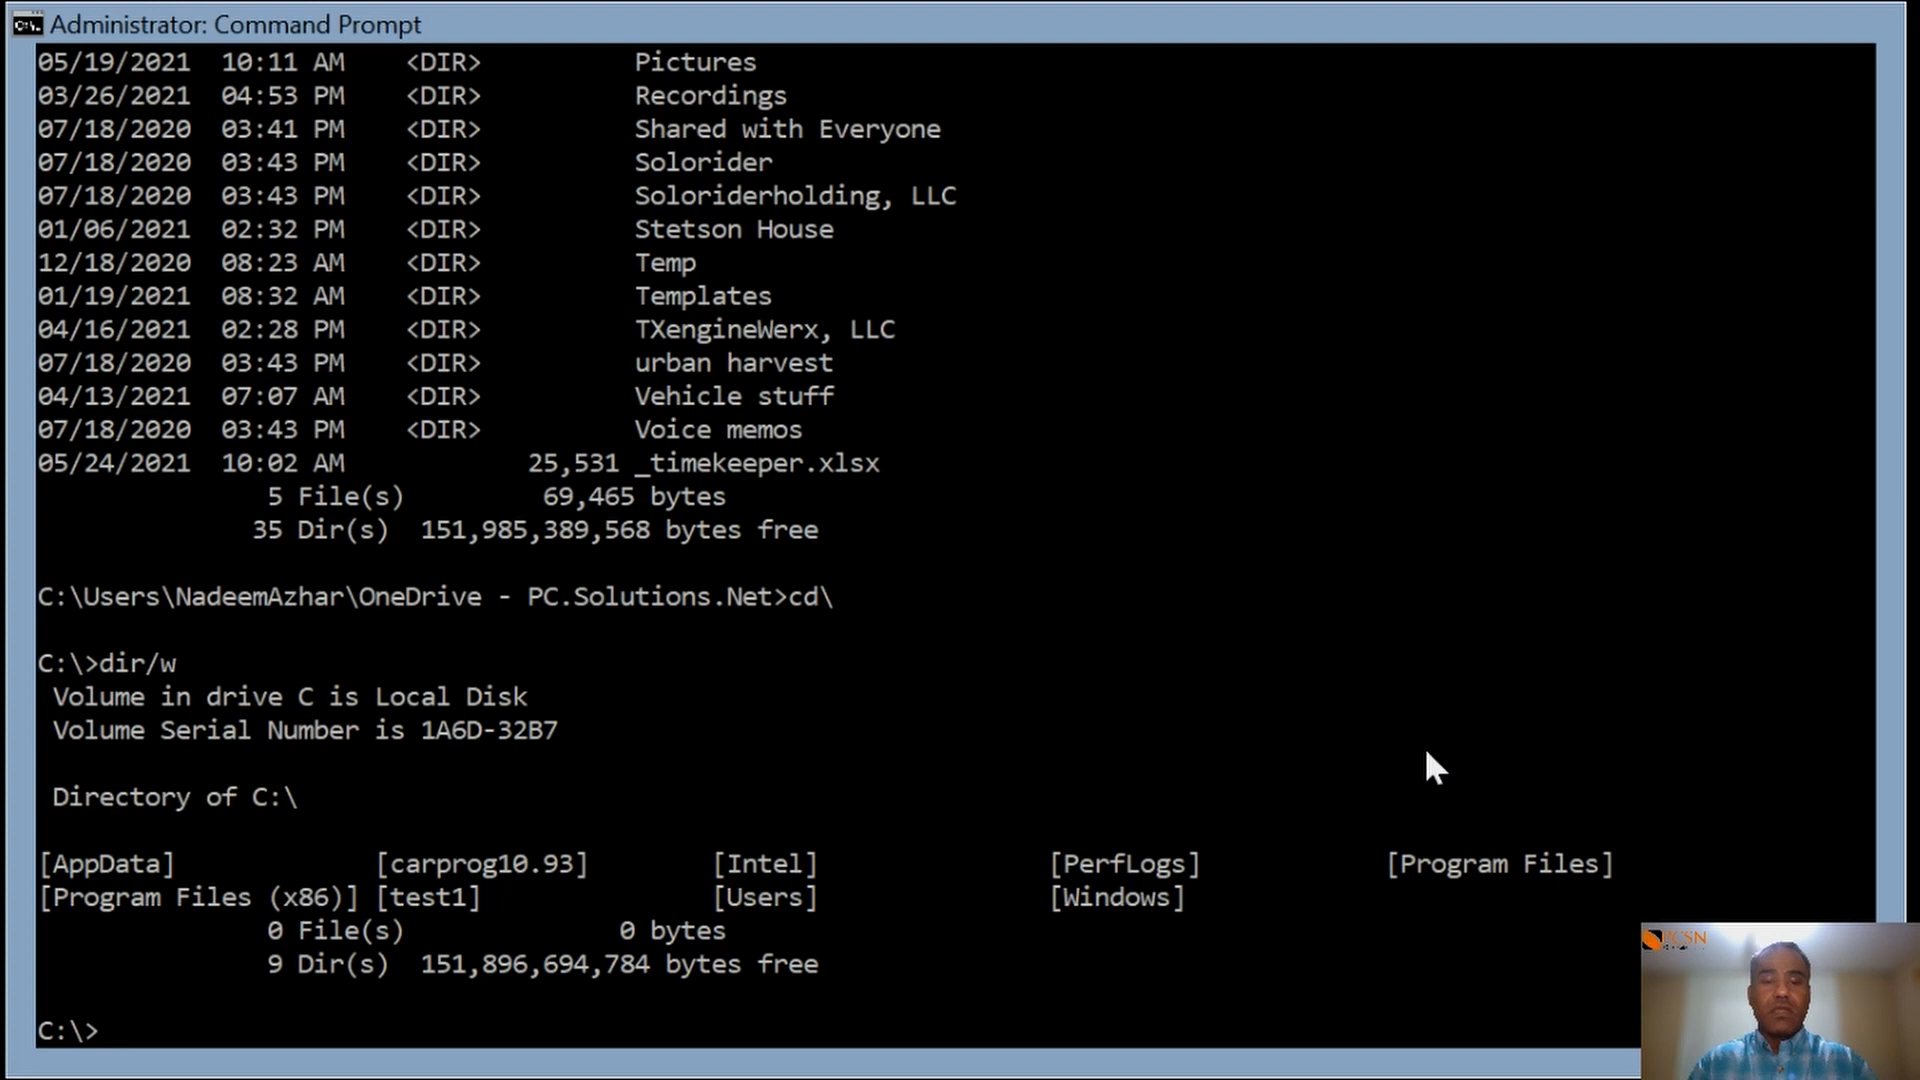 Administrator: Command Prompt
05/19/2021  10:11 AM    <DIR>          Pictures
03/26/2021  04:53 PM    <DIR>          Recordings
07/18/2020  03:41 PM    <DIR>          Shared with Everyone
07/18/2020  03:43 PM    <DIR>          Solorider
07/18/2020  03:43 PM    <DIR>          Soloriderholding, LLC
01/06/2021  02:32 PM    <DIR>          Stetson House
12/18/2020  08:23 AM    <DIR>          Temp
01/19/2021  08:32 AM    <DIR>          Templates
04/16/2021  02:28 PM    <DIR>          TXengineWerx, LLC
07/18/2020  03:43 PM    <DIR>          urban harvest
04/13/2021  07:07 AM    <DIR>          Vehicle stuff
07/18/2020  03:43 PM    <DIR>          Voice memos
05/24/2021  10:02 AM            25,531 _timekeeper.xlsx
               5 File(s)         69,465 bytes
              35 Dir(s)  151,985,389,568 bytes free
C:\Users\NadeemAzhar\OneDrive - PC.Solutions.Net>cd\
C:\>dir/w
 Volume in drive C is Local Disk
 Volume Serial Number is 1A6D-32B7
 Directory of C:\
[AppData]             [carprog10.93]        [Intel]               [PerfLogs]            [Program Files]
[Program Files (x86)] [test1]               [Users]               [Windows]
               0 File(s)              0 bytes
               9 Dir(s)  151,896,694,784 bytes free
C:\>
PCSN